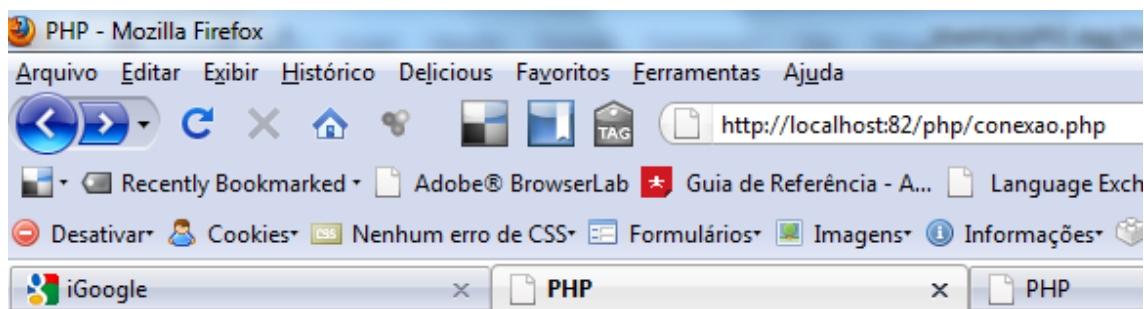 PHP - Mozilla Firefox
Arquivo Editar Exibir Histórico Delicious Favoritos Ferramentas Ajuda
TAG http://localhost:82/php/conexao.php
Recently Bookmarked Adobe® BrowserLab Guia de Referência - A... Language Exch
Desativar CSS Cookies Nenhum erro de CSS Formulários Imagens Informações
iGoogle PHP PHP